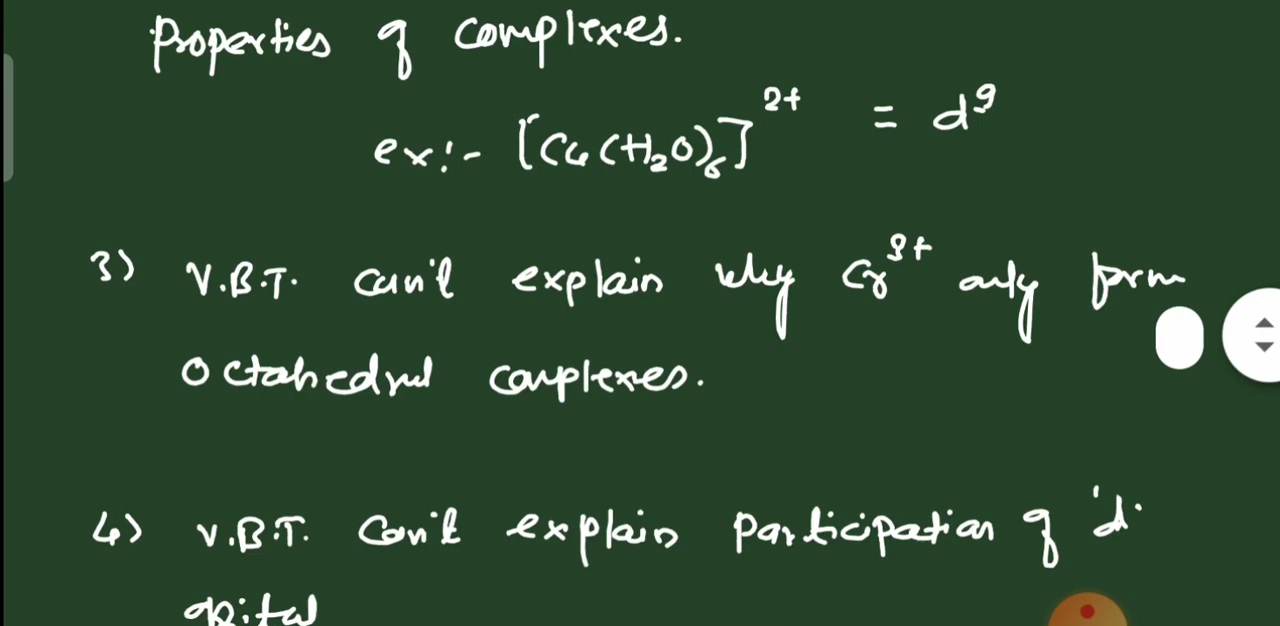 Properties of complexes.
ex:- [Cu(H₂O)₆]²⁺ = d⁹
3) V.B.T. can't explain why Cr³⁺ only form
Octahedral complexes.
4) V.B.T. Can't explain participation of 'd'
orbital